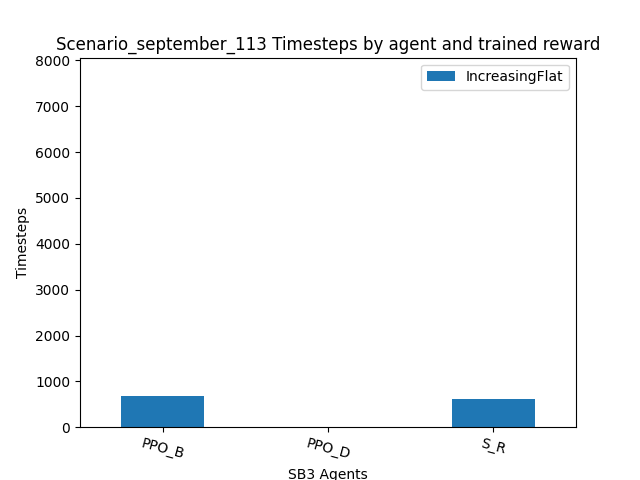 Scenario_september_113 Timesteps by agent and trained reward
IncreasingFlat
8000
7000
6000
5000
4000
3000
2000
1000
0
Timesteps
PPO_B
PPO_D
S_R
SB3 Agents